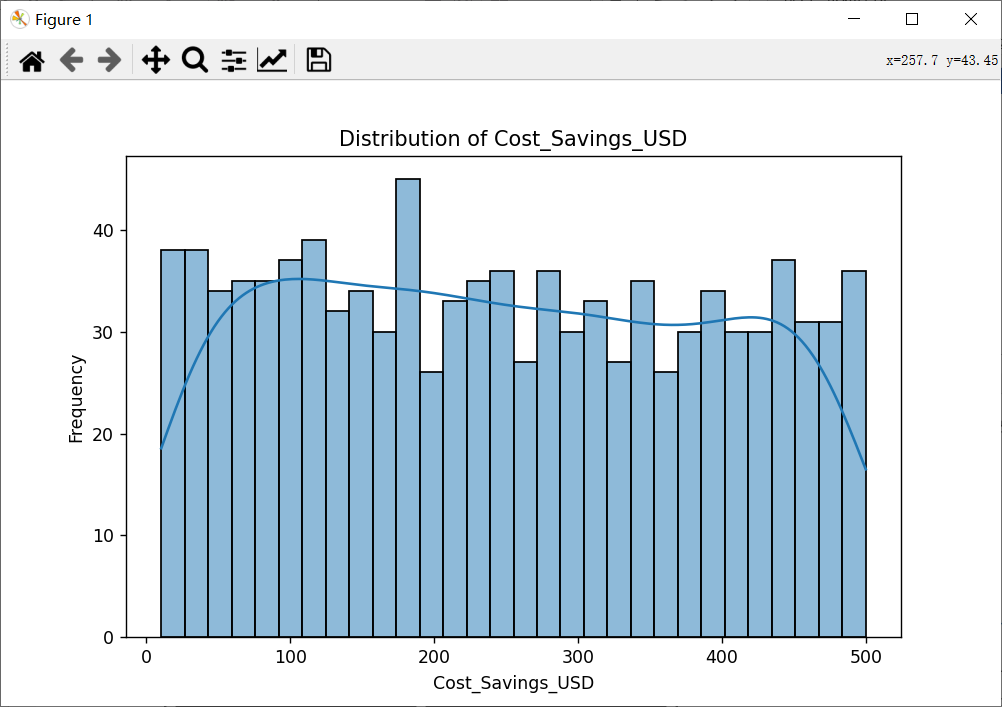 Figure 1
x=257.7 y=43.45
Distribution of Cost_Savings_USD
Frequency
40
30
20
10
0
0 100 200 300 400 500
Cost_Savings_USD